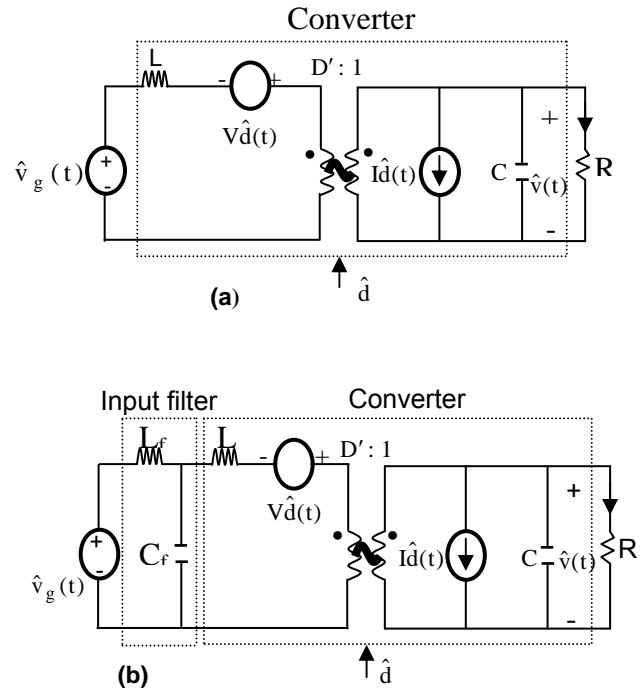 Converter
L
D′ : 1
- +
Vd̂(t)
v̂ g (t)
+
-
Id̂(t)
C
+
v̂(t)
-
R
d̂
(a)
Input filter
Converter
Lf
L
D′ : 1
- +
Vd̂(t)
+
-
v̂g(t)
Cf
Id̂(t)
C
+
v̂(t)
-
R
d̂
(b)